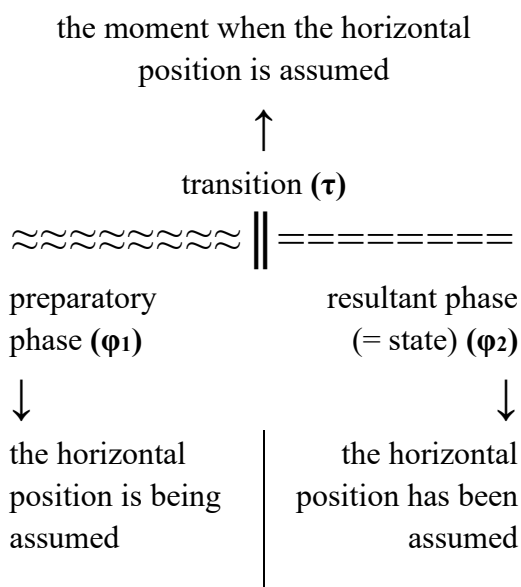 the moment when the horizontal
position is assumed
↑
transition (τ)
≈≈≈≈≈≈≈≈ || ========
preparatory
phase (φ1)
resultant phase
(= state) (φ2)
↓ ↓
the horizontal
position is being
assumed
the horizontal
position has been
assumed